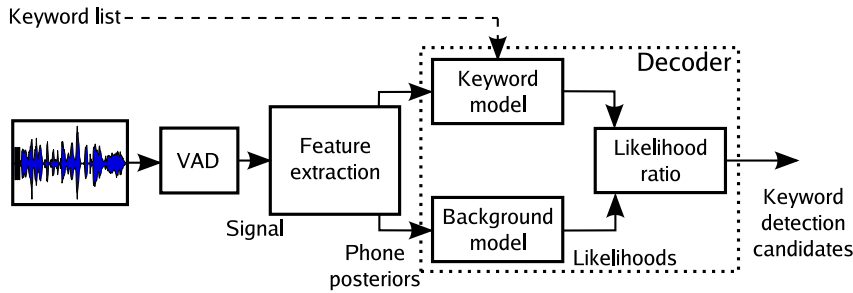 Keyword list
Decoder
Keyword
model
VAD
Feature
extraction
Likelihood
ratio
Signal
Phone
posteriors
Background
model
Likelihoods
Keyword
detection
candidates